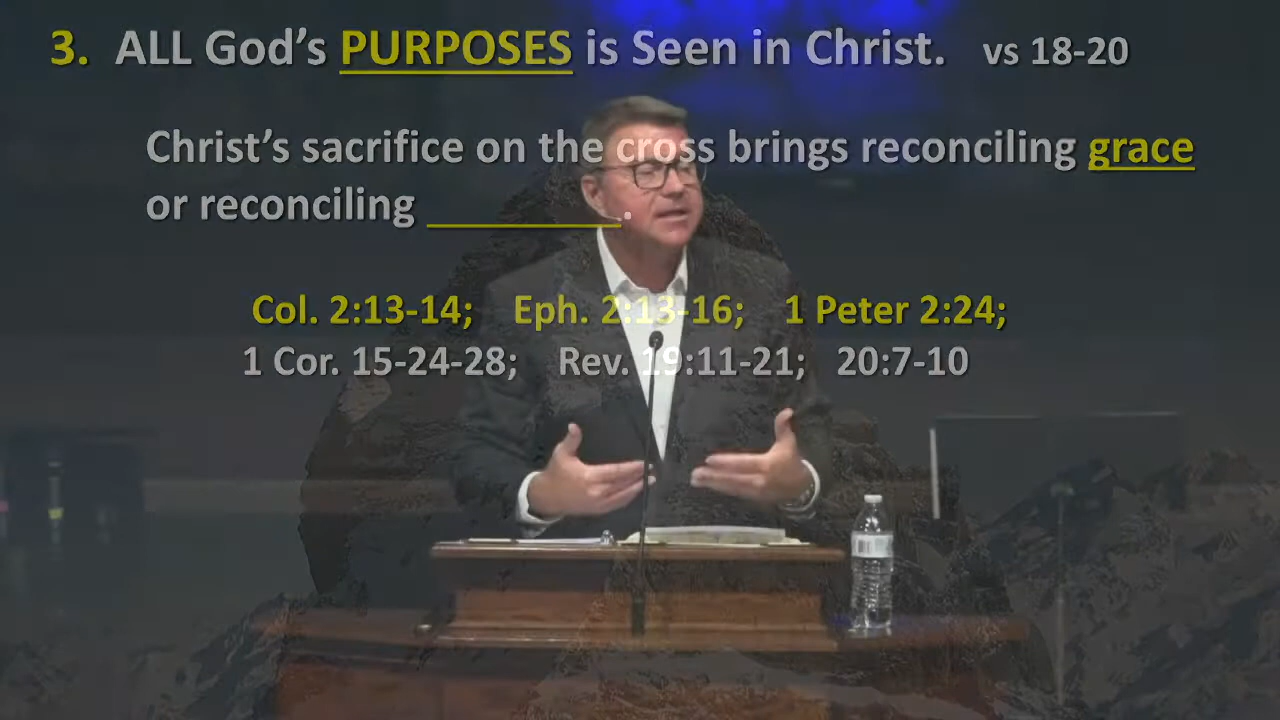 3. ALL God's PURPOSES is Seen in Christ. vs 18-20
Christ's sacrifice on the cross brings reconciling grace
or reconciling __________.
Col. 2:13-14; Eph. 2:13-16; 1 Peter 2:24;
1 Cor. 15-24-28; Rev. 19:11-21; 20:7-10